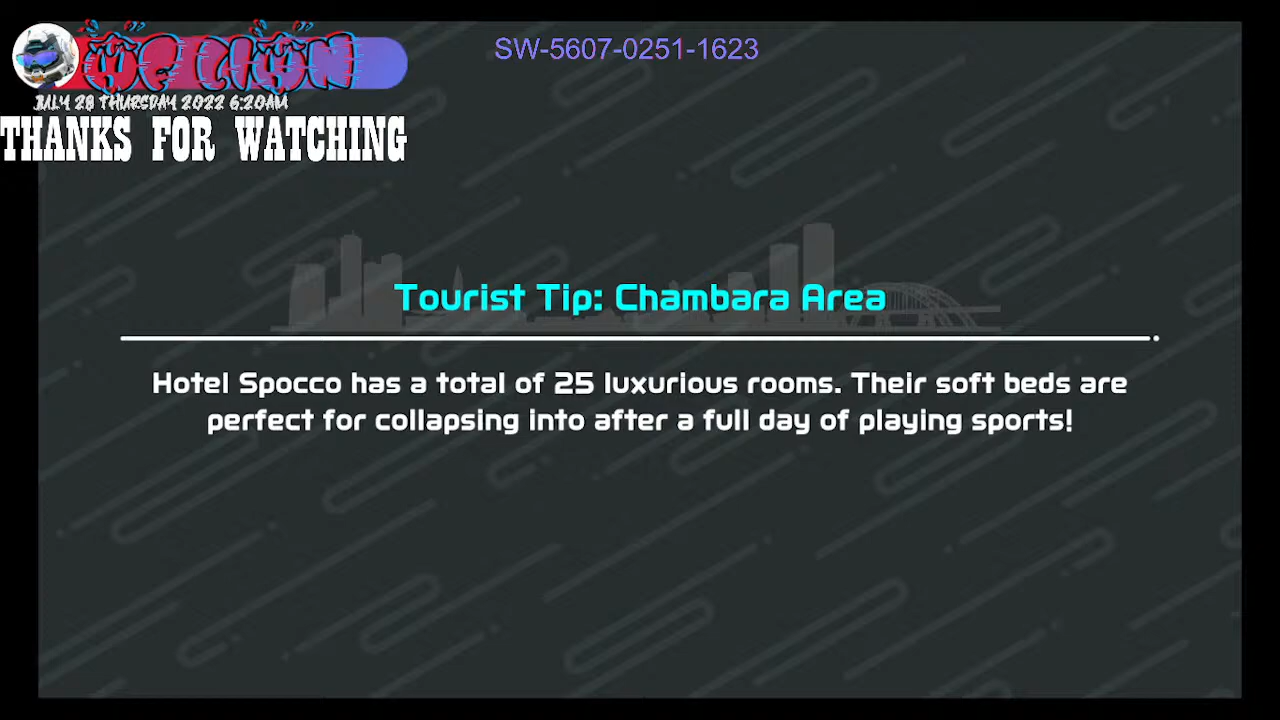 SW-5607-0251-1623
JULY 28 THURSDAY 2022 6:20AM
THANKS FOR WATCHING
Tourist Tip: Chambara Area
Hotel Spocco has a total of 25 luxurious rooms. Their soft beds are
perfect for collapsing into after a full day of playing sports!